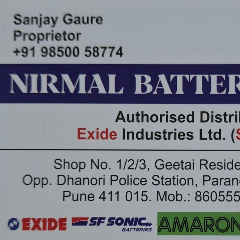 Sanjay Gaure
Proprietor
+91 98500 58774
NIRMAL BATTER
Authorised Distri
Exide Industries Ltd. (S
Shop No. 1/2/3, Geetai Reside
Opp. Dhanori Police Station, Paran
Pune 411 015. Mob.: 860555
EXIDE SF SONIC BATTERIES AMARON